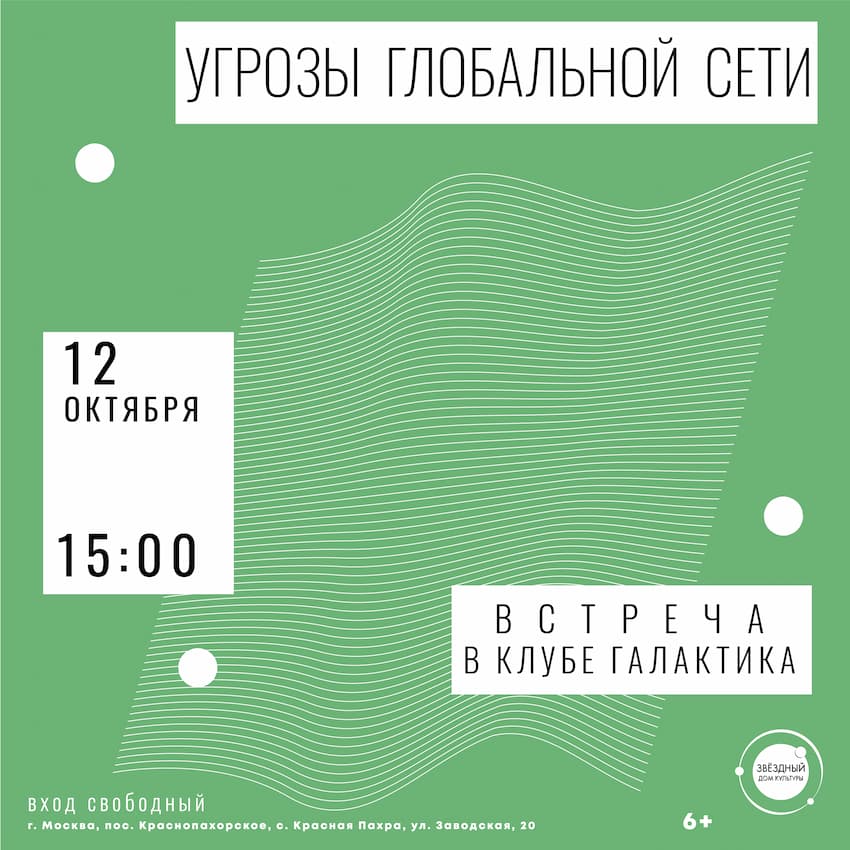 УГРОЗЫ ГЛОБАЛЬНОЙ СЕТИ
12
ОКТЯБРЯ
15:00
ВСТРЕЧА
В КЛУБЕ ГАЛАКТИКА
ЗВЁЗДНЫЙ
ДОМ КУЛЬТУРЫ
ВХОД СВОБОДНЫЙ
г. Москва, пос. Краснопахорское, с. Красная Пахра, ул. Заводская, 20
6+